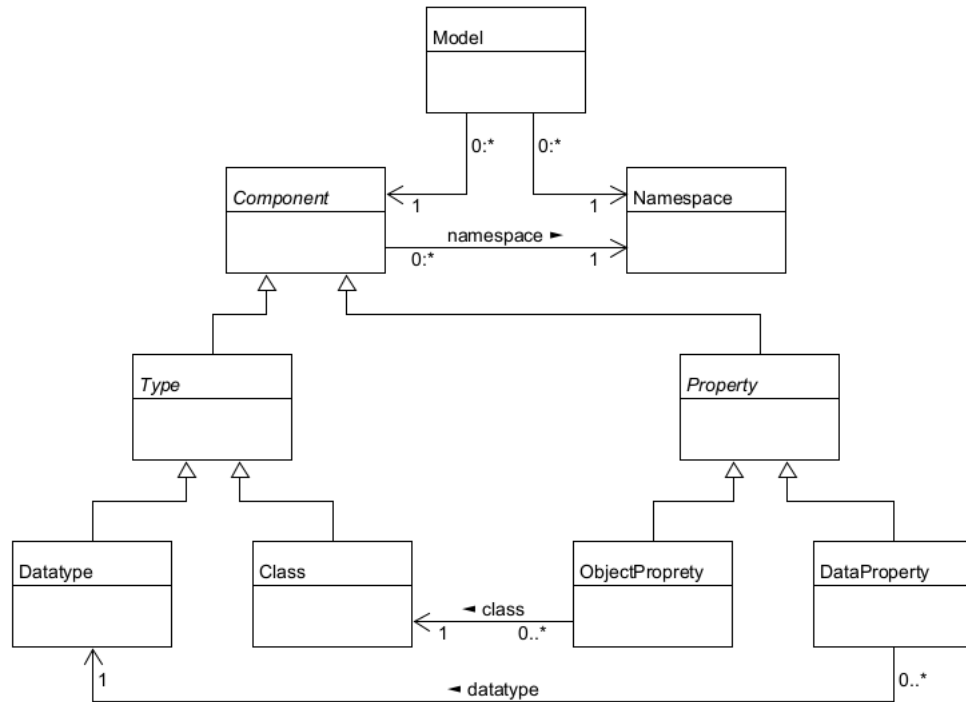 Model
0:*
0:*
Component
Namespace
1
1
namespace ►
0:*
1
Type
Property
Datatype
Class
ObjectProprety
DataProperty
◄ class
1
0..*
1
◄ datatype
0..*